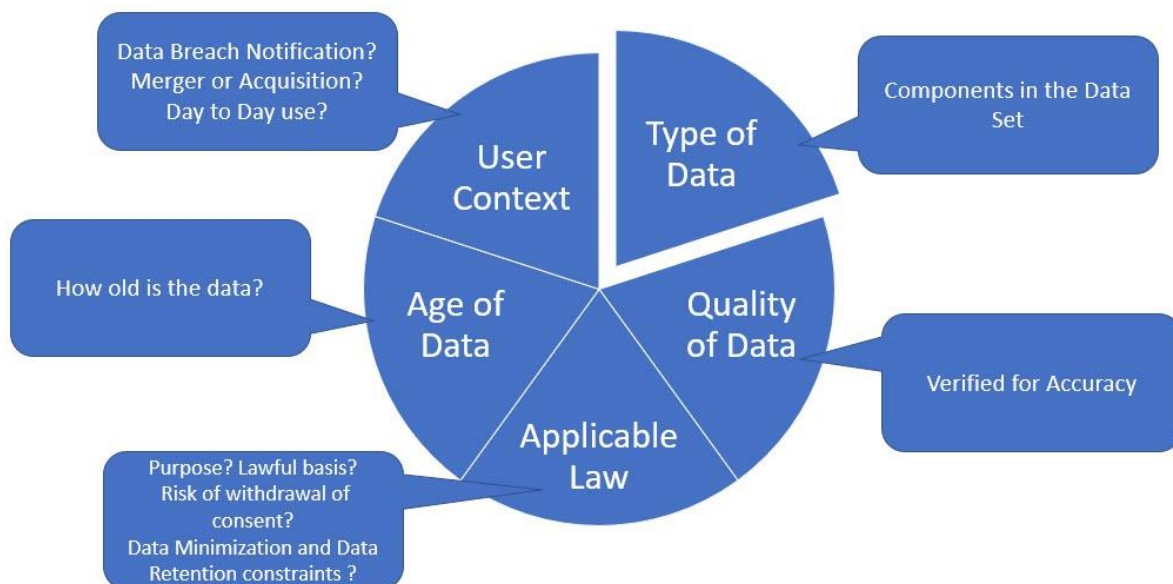 Data Breach Notification?
Merger or Acquisition?
Day to Day use?
User
Context
Type of
Data
Components in the Data
Set
How old is the data?
Age of
Data
Quality
of Data
Verified for Accuracy
Applicable
Law
Purpose? Lawful basis?
Risk of withdrawal of
consent?
Data Minimization and Data
Retention constraints ?